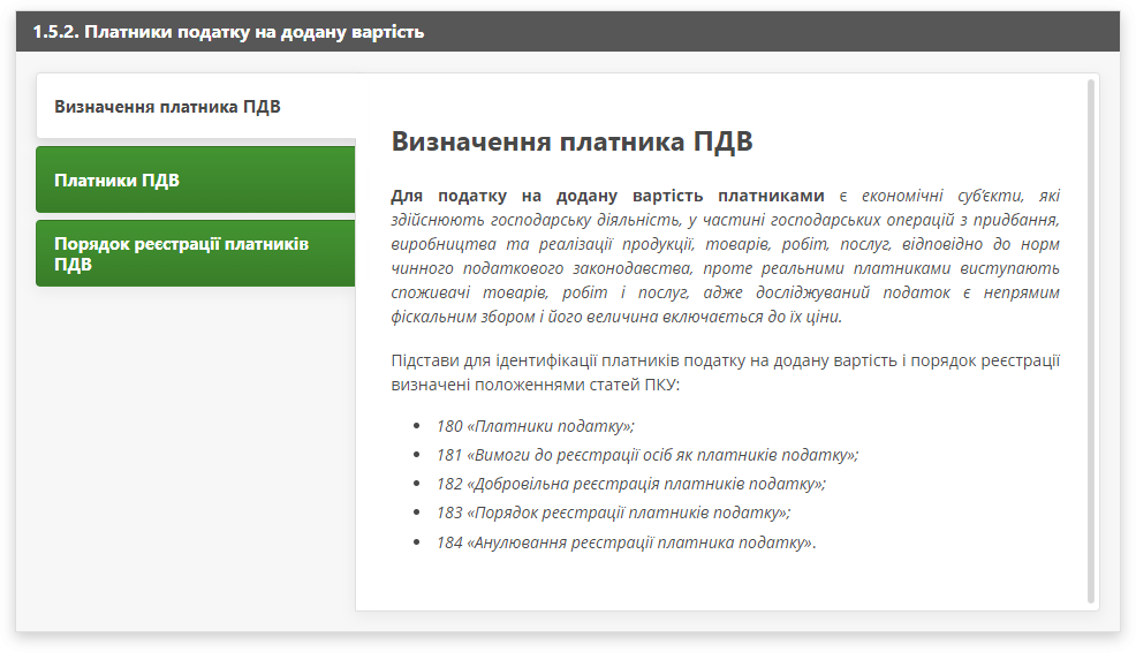 1.5.2. Платники податку на додану вартість
Визначення платника ПДВ
Платники ПДВ
Порядок реєстрації платників
ПДВ
Визначення платника ПДВ
Для податку на додану вартість платниками є економічні суб’єкти, які
здійснюють господарську діяльність, у частині господарських операцій з придбання,
виробництва та реалізації продукції, товарів, робіт, послуг, відповідно до норм
чинного податкового законодавства, проте реальними платниками виступають
споживачі товарів, робіт і послуг, адже досліджуваний податок є непрямим
фіскальним збором і його величина включається до їх ціни.
Підстави для ідентифікації платників податку на додану вартість і порядок реєстрації
визначені положеннями статей ПКУ:
• 180 «Платники податку»;
• 181 «Вимоги до реєстрації осіб як платників податку»;
• 182 «Добровільна реєстрація платників податку»;
• 183 «Порядок реєстрації платників податку»;
• 184 «Анулювання реєстрації платника податку».